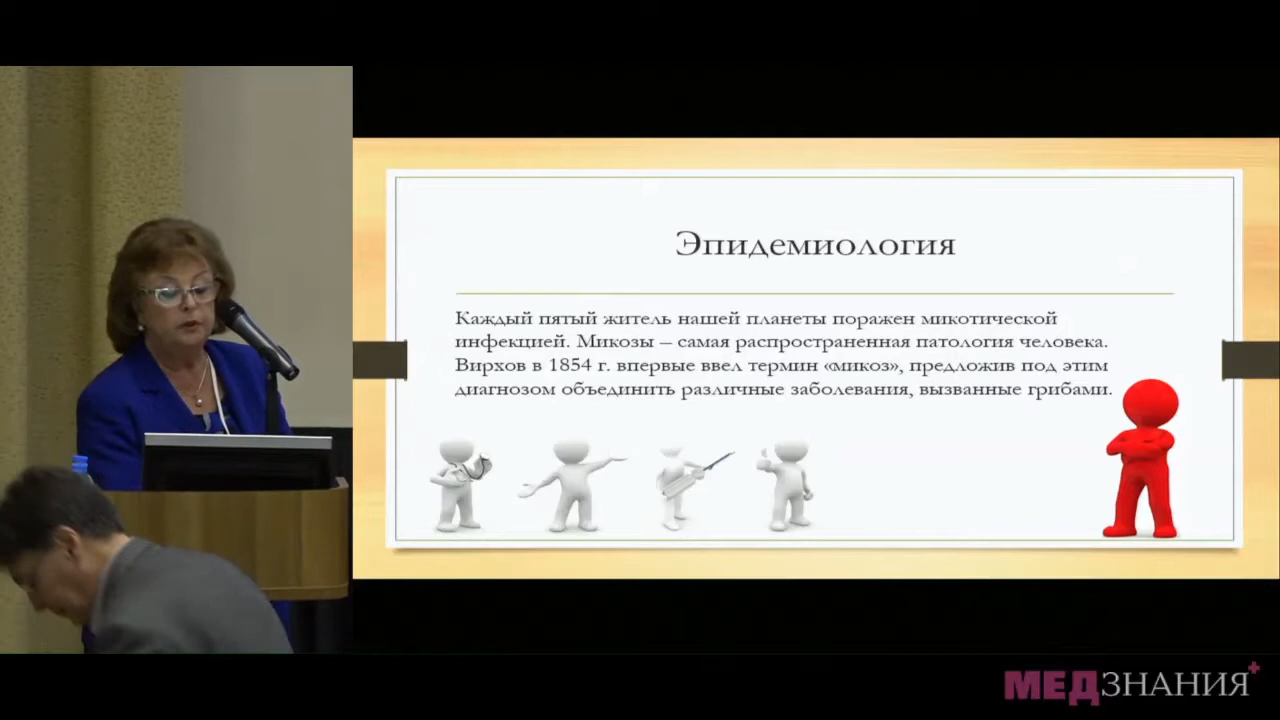 Эпидемиология
Каждый пятый житель нашей планеты поражен микотической
инфекцией. Микозы – самая распространенная патология человека.
Вирхов в 1854 г. впервые ввел термин «микоз», предложив под этим
диагнозом объединить различные заболевания, вызванные грибами.
МЕДЗНАНИЯ+